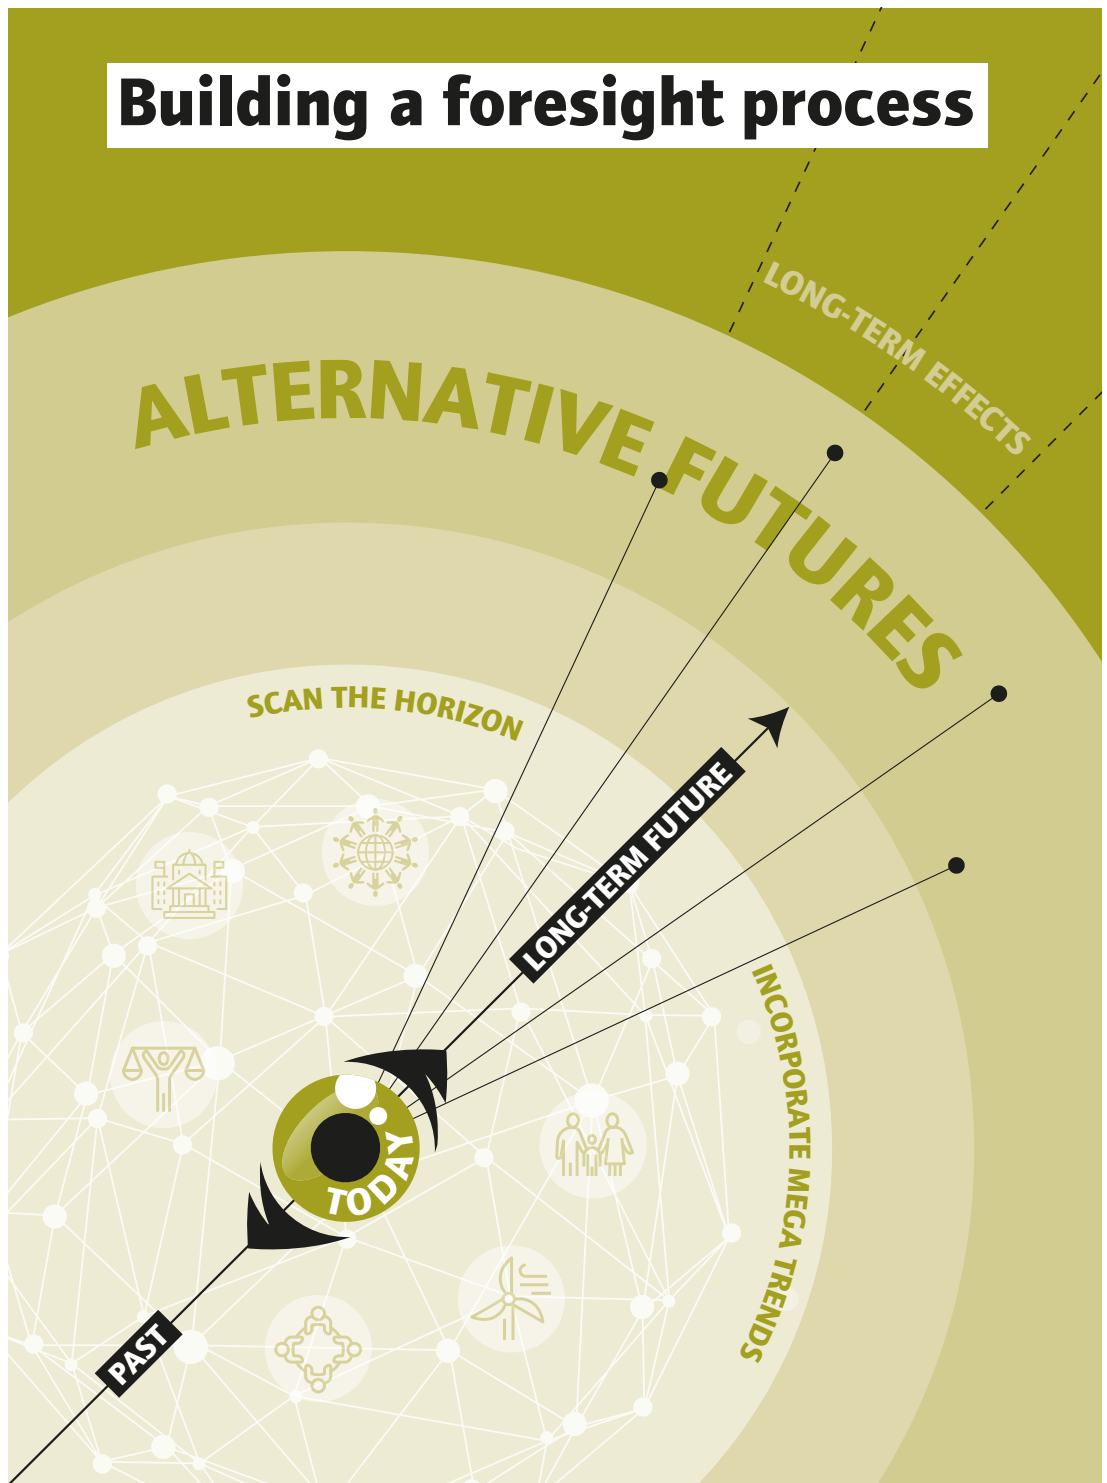 Building a foresight process
LONG-TERM EFFECTS
ALTERNATIVE FUTURES
SCAN THE HORIZON
LONG-TERM FUTURE
INCORPORATE MEGA TRENDS
TODAY
PAST